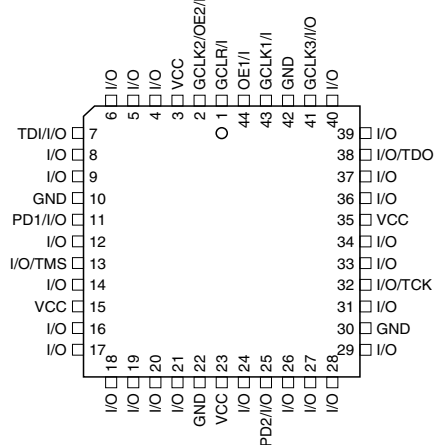 I/O I/O I/O VCC GCLK2/OE2/I GCLR/I OE1/I GCLK1/I GND GCLK3/I/O I/O
6 5 4 3 2 1 44 43 42 41 40
TDI/I/O 7 39 I/O
I/O 8 38 I/O/TDO
I/O 9 37 I/O
GND 10 36 I/O
PD1/I/O 11 35 VCC
I/O 12 34 I/O
I/O/TMS 13 33 I/O
I/O 14 32 I/O/TCK
VCC 15 31 I/O
I/O 16 30 GND
I/O 17 29 I/O
18 19 20 21 22 23 24 25 26 27 28
I/O I/O I/O I/O GND VCC I/O PD2/I/O I/O I/O I/O